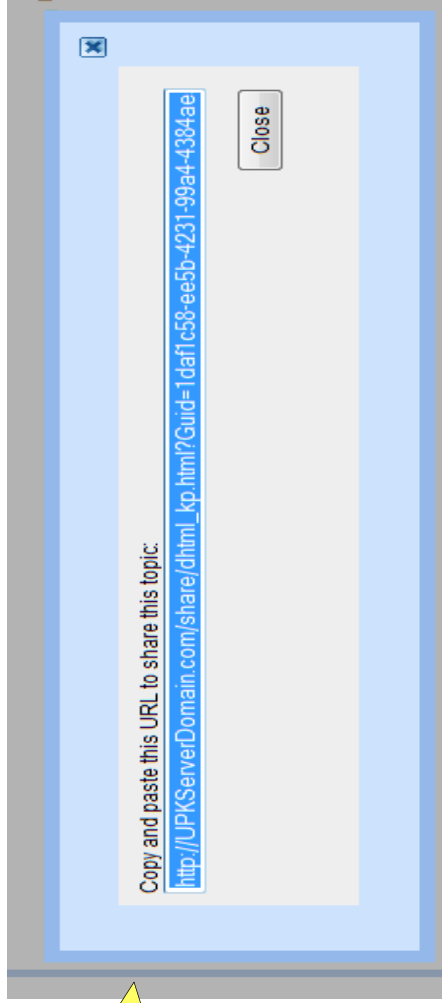 Copy and paste this URL to share this topic:
http://UPKServerDomain.com/share/dhtml_kp.html?Guid=1daf1c58-ee5b-4231-99a4-4384ae
Close